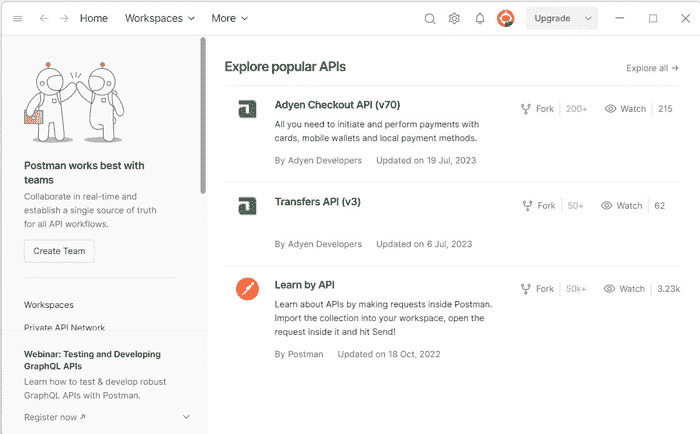 Home Workspaces More Upgrade
Postman works best with
teams
Collaborate in real-time and
establish a single source of truth
for all API workflows.
Create Team
Workspaces
Private API Network
Webinar: Testing and Developing
GraphQL APIs
Learn how to test & develop robust
GraphQL APIs with Postman.
Register now ↗
Explore popular APIs
Explore all →
Adyen Checkout API (v70)
Fork 200+ Watch 215
All you need to initiate and perform payments with
cards, mobile wallets and local payment methods.
By Adyen Developers Updated on 19 Jul, 2023
Transfers API (v3)
Fork 50+ Watch 62
By Adyen Developers Updated on 6 Jul, 2023
Learn by API
Fork 50k+ Watch 3.23k
Learn about APIs by making requests inside Postman.
Import the collection into your workspace, open the
request inside it and hit Send!
By Postman Updated on 18 Oct, 2022